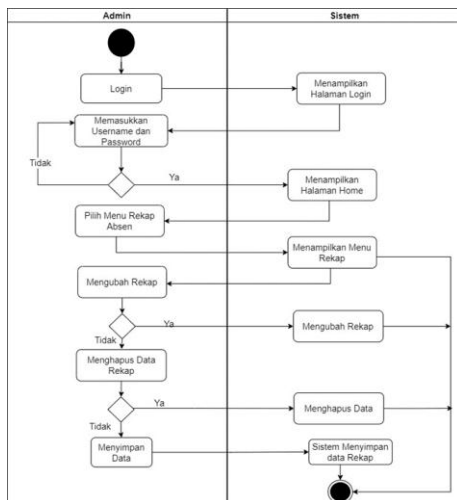 Admin
Sistem
Login
Menampilkan
Halaman Login
Memasukkan
Username dan
Password
Tidak
Ya
Menampilkan
Halaman Home
Pilih Menu Rekap
Absen
Menampilkan Menu
Rekap
Mengubah Rekap
Ya
Mengubah Rekap
Tidak
Menghapus Data
Rekap
Ya
Menghapus Data
Tidak
Menyimpan
Data
Sistem Menyimpan
data Rekap